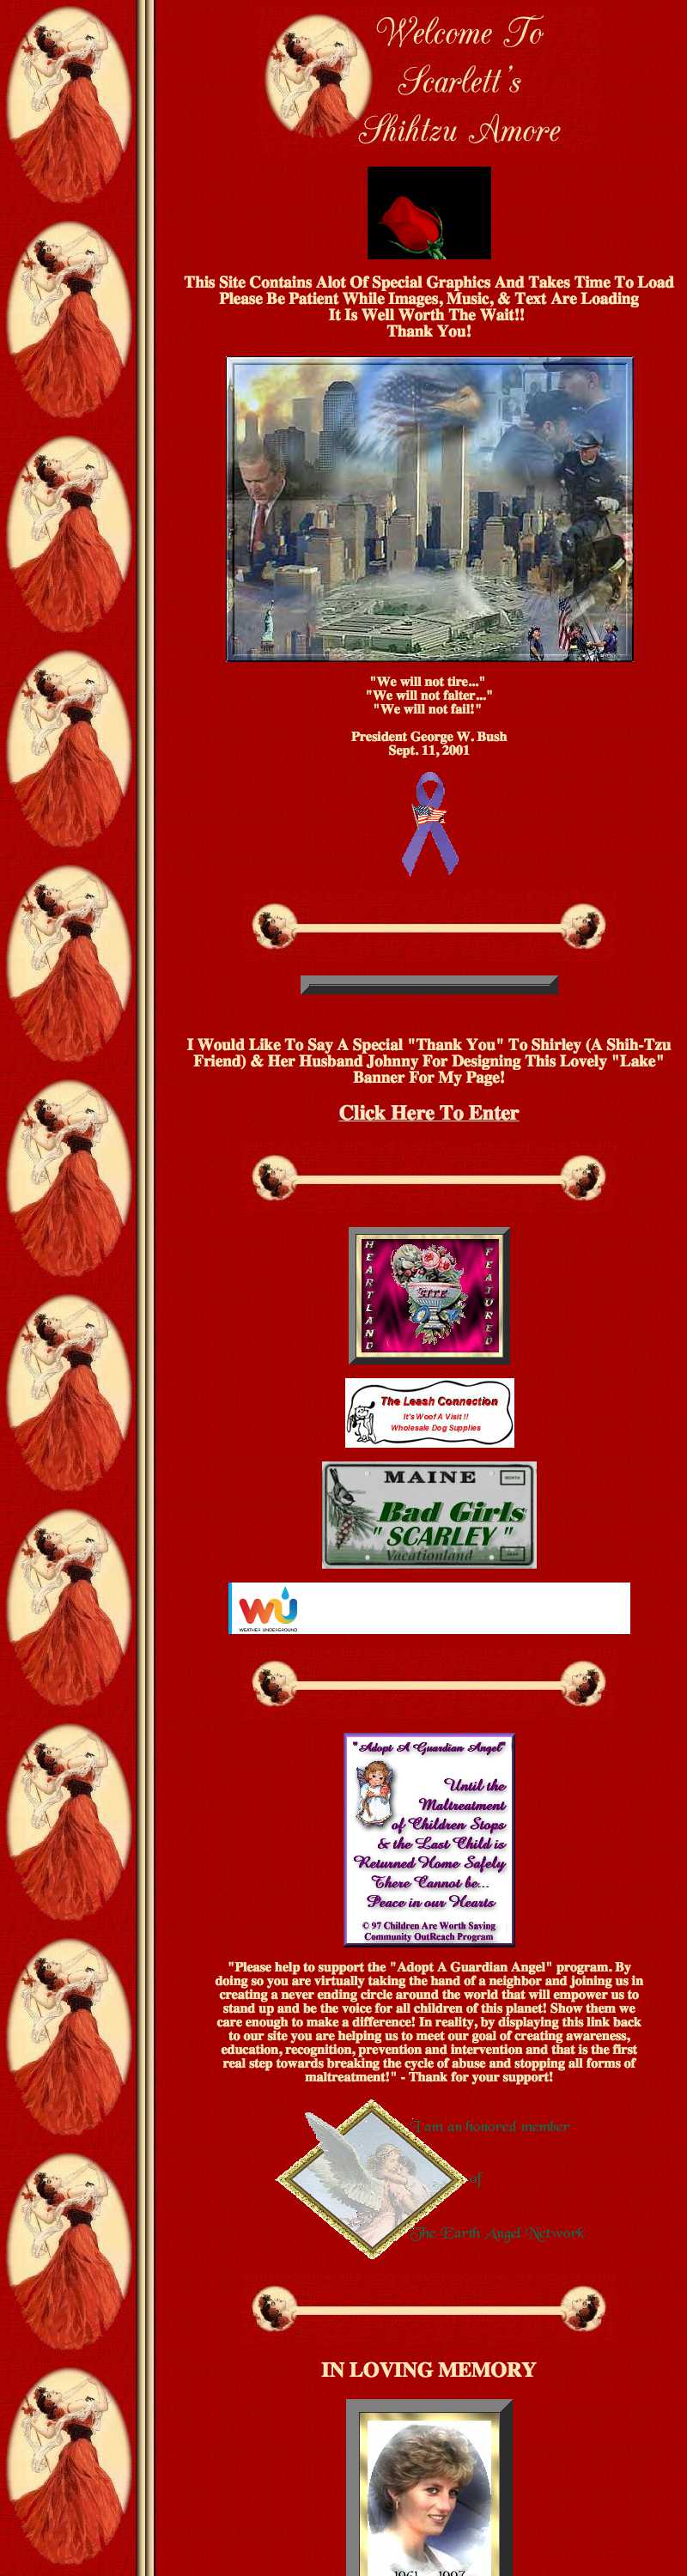 Welcome To
Scarlett's
Shihtzu Amore
This Site Contains Alot Of Special Graphics And Takes Time To Load
Please Be Patient While Images, Music, & Text Are Loading
It Is Well Worth The Wait!!
Thank You!
"We will not tire..."
"We will not falter..."
"We will not fail!"
President George W. Bush
Sept. 11, 2001
I Would Like To Say A Special "Thank You" To Shirley (A Shih-Tzu
Friend) & Her Husband Johnny For Designing This Lovely "Lake"
Banner For My Page!
Click Here To Enter
HEARTLAND
SITE
FEATURED
The Leash Connection
It's Woof A Visit !!
Wholesale Dog Supplies
MAINE
Bad Girls
" SCARLEY "
Vacationland
WU
WEATHER UNDERGROUND
"Adopt A Guardian Angel"
Until the
Maltreatment
of Children Stops
& the Last Child is
Returned Home Safely
There Cannot be...
Peace in our Hearts
© 97 Children Are Worth Saving
Community OutReach Program
"Please help to support the "Adopt A Guardian Angel" program. By
doing so you are virtually taking the hand of a neighbor and joining us in
creating a never ending circle around the world that will empower us to
stand up and be the voice for all children of this planet! Show them we
care enough to make a difference! In reality, by displaying this link back
to our site you are helping us to meet our goal of creating awareness,
education, recognition, prevention and intervention and that is the first
real step towards breaking the cycle of abuse and stopping all forms of
maltreatment!" - Thank for your support!
I am an honored member
of
The Earth Angel Network
IN LOVING MEMORY
1961 1997